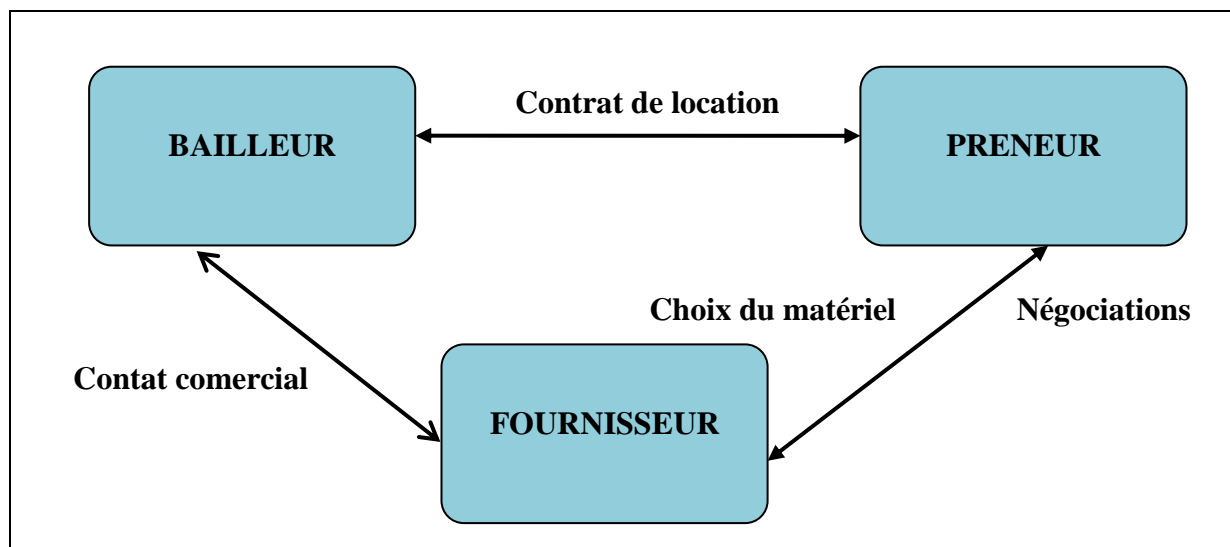 Contrat de location
BAILLEUR
PRENEUR
Choix du matériel
Négociations
Contat comercial
FOURNISSEUR